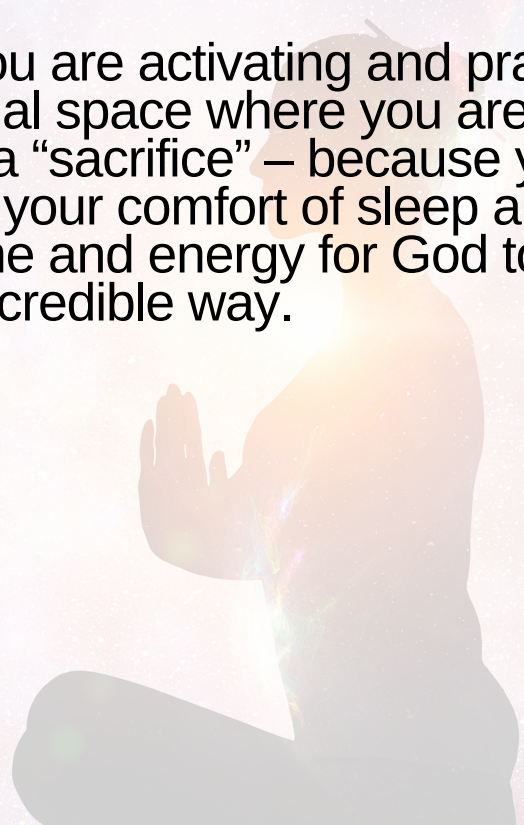 ou are activating and pra
al space where you are
a “sacrifice” – because y
your comfort of sleep a
e and energy for God to
credible way.